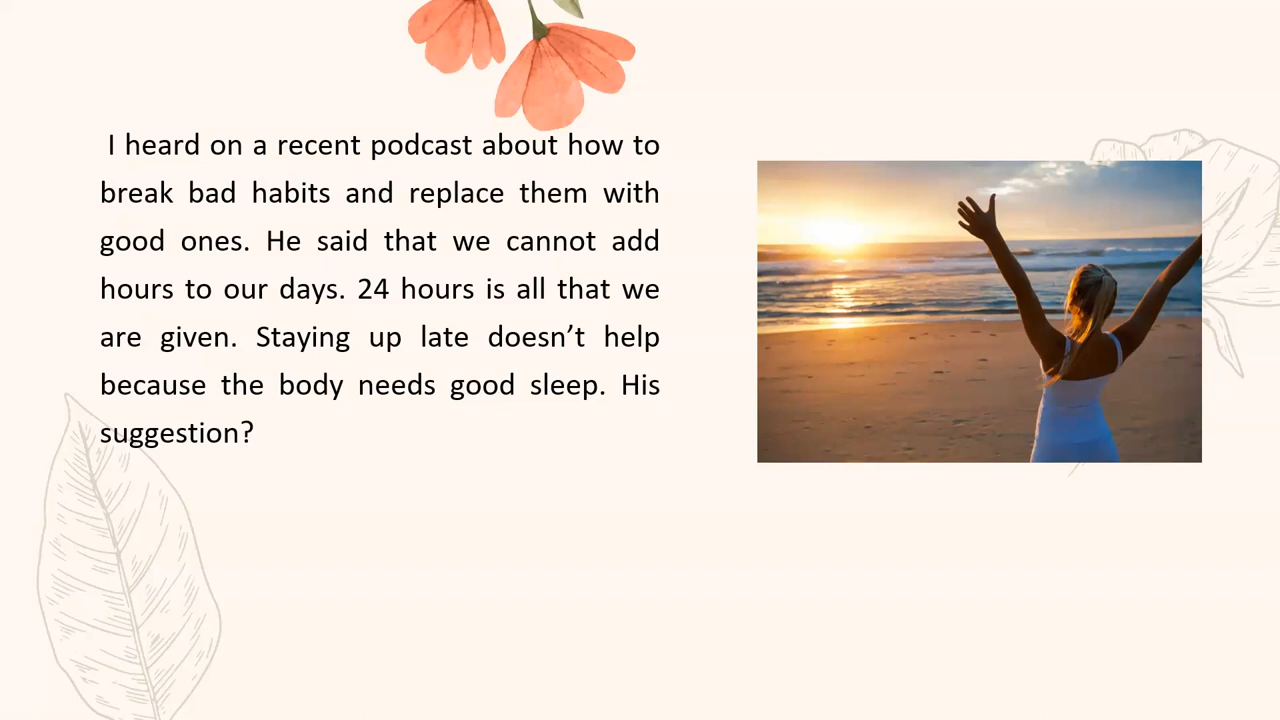 I heard on a recent podcast about how to
break bad habits and replace them with
good ones. He said that we cannot add
hours to our days. 24 hours is all that we
are given. Staying up late doesn’t help
because the body needs good sleep. His
suggestion?